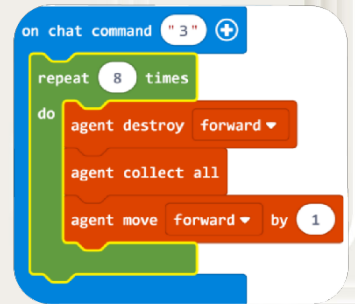 on chat command "3"
repeat 8 times
do
agent destroy forward
agent collect all
agent move forward by 1